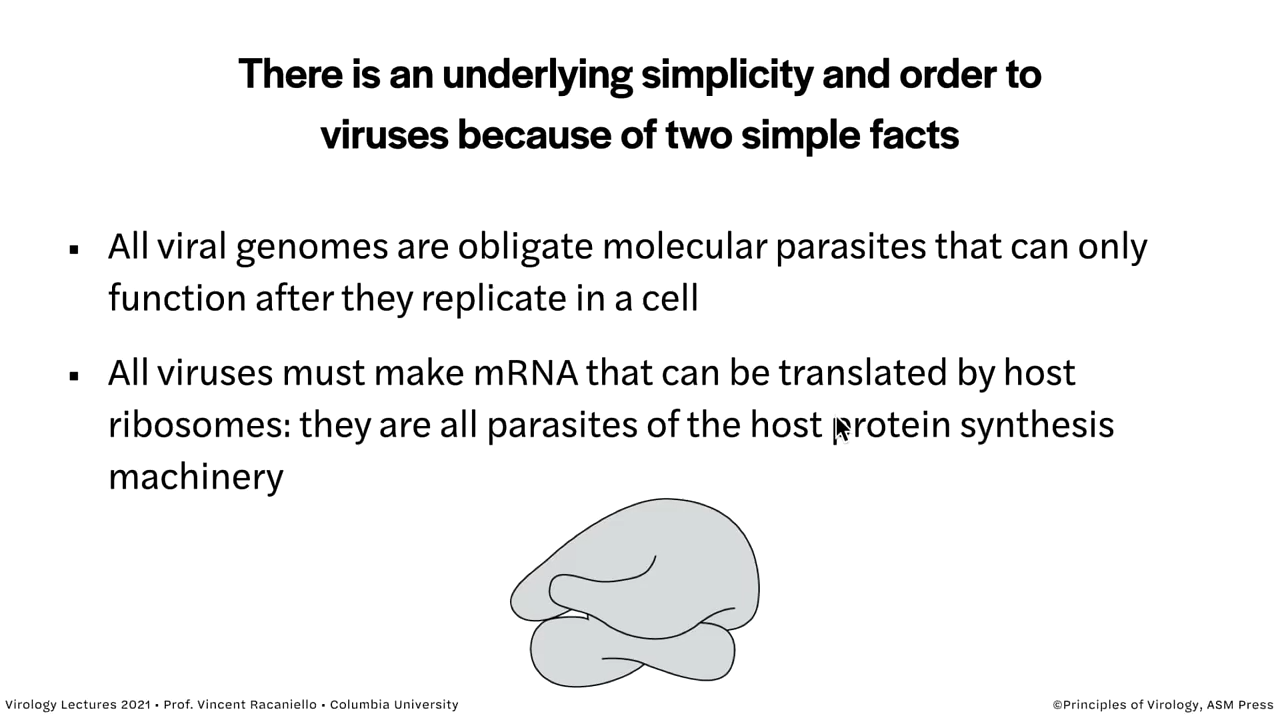 There is an underlying simplicity and order to
viruses because of two simple facts
▪ All viral genomes are obligate molecular parasites that can only
function after they replicate in a cell
▪ All viruses must make mRNA that can be translated by host
ribosomes: they are all parasites of the host protein synthesis
machinery
Virology Lectures 2021 • Prof. Vincent Racaniello • Columbia University
©Principles of Virology, ASM Press